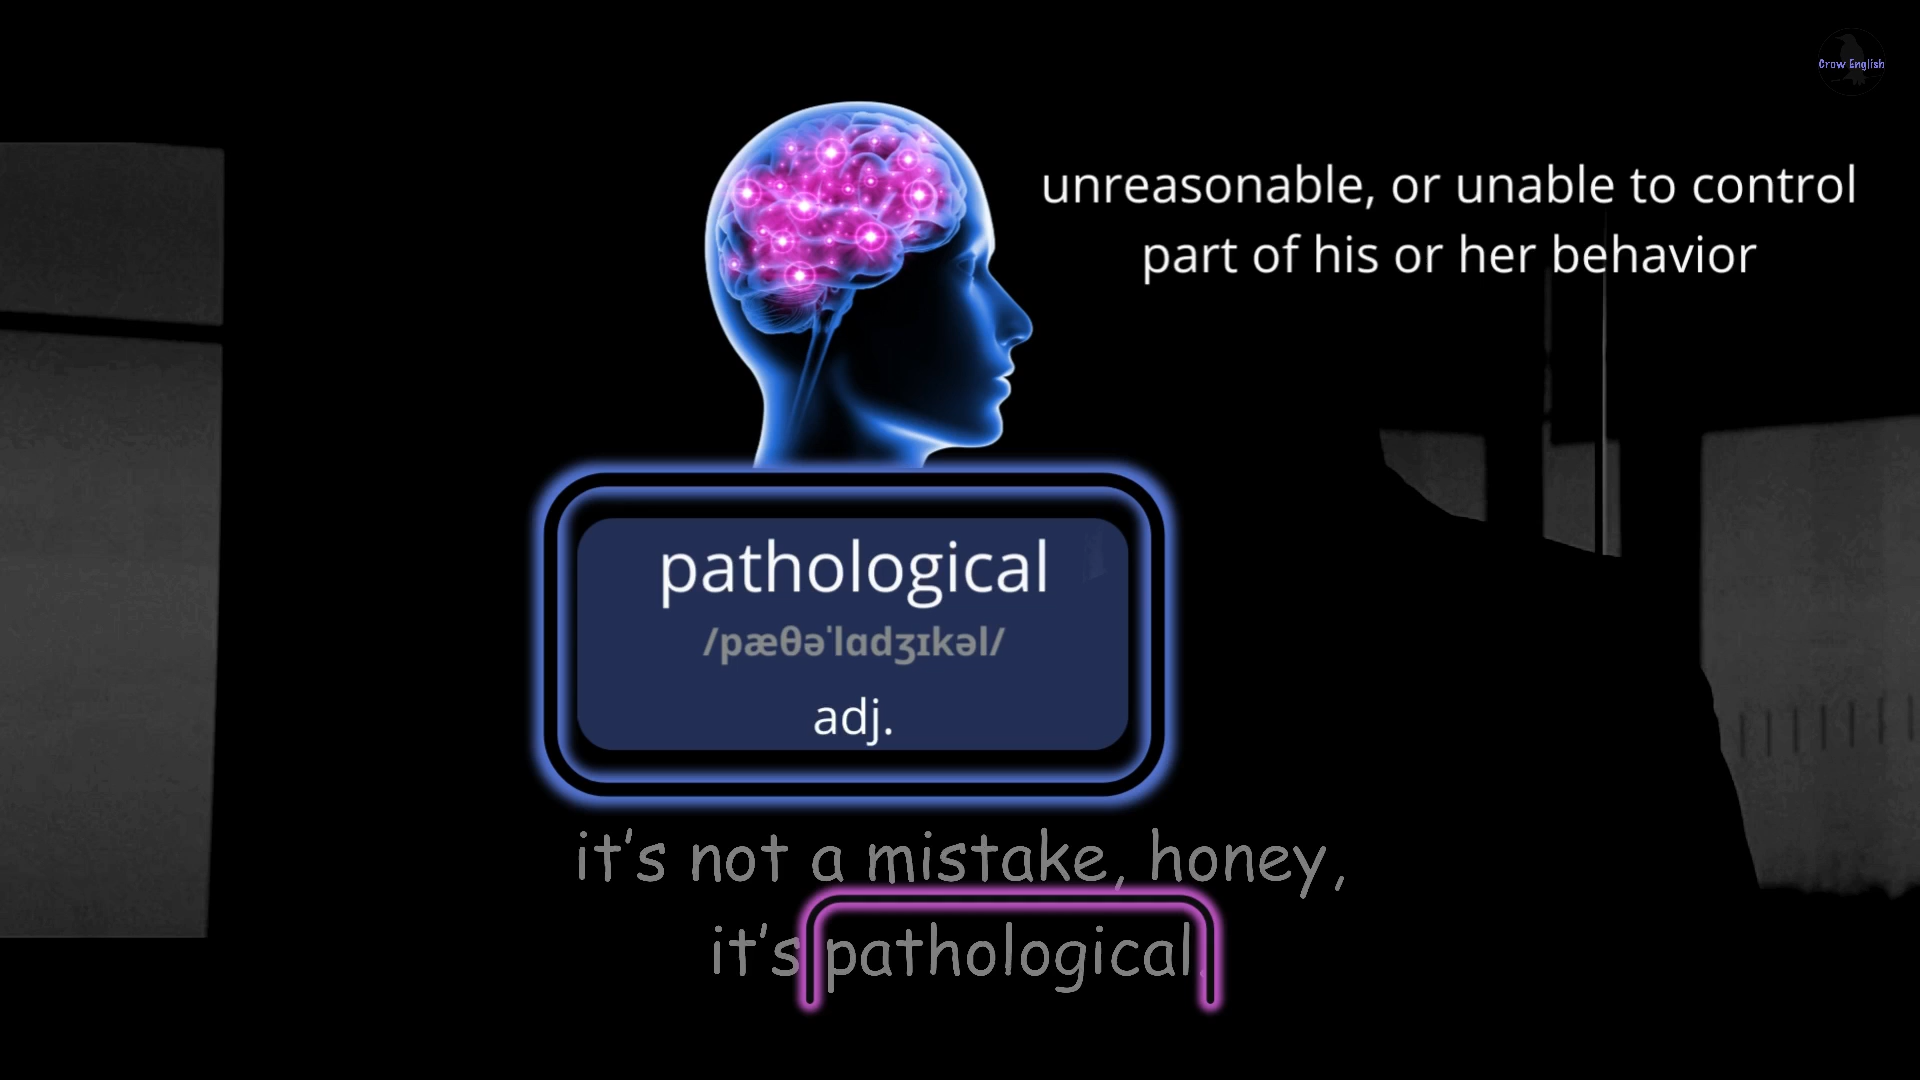 Crow English
unreasonable, or unable to control
part of his or her behavior
pathological
/pæθəˈlɑdʒɪkəl/
adj.
it’s not a mistake, honey,
it’s pathological.